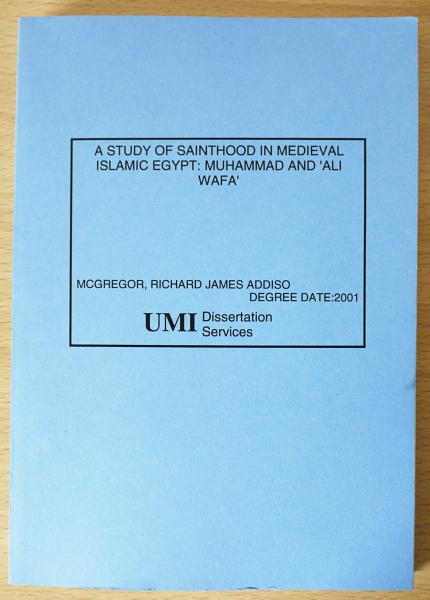 A STUDY OF SAINTHOOD IN MEDIEVAL
ISLAMIC EGYPT: MUHAMMAD AND 'ALI
WAFA'
MCGREGOR, RICHARD JAMES ADDISO
DEGREE DATE:2001
UMI Dissertation
Services